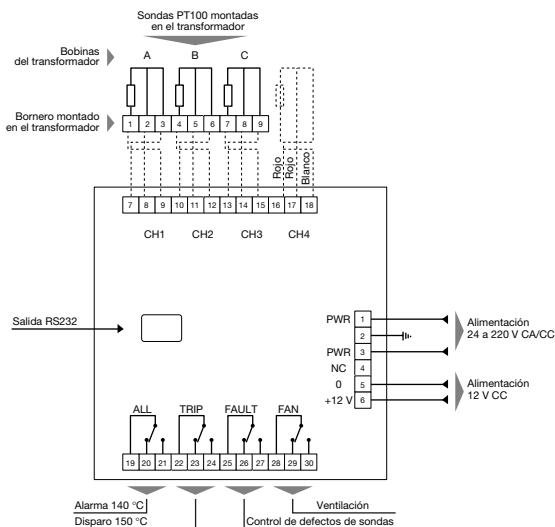 Sondas PT100 montadas
en el transformador
Bobinas
del transformador
A B C
Bornero montado
en el transformador
1 2 3 4 5 6 7 8 9
Rojo
Rojo
Blanco
7 8 9 10 11 12 13 14 15 16 17 18
CH1 CH2 CH3 CH4
Salida RS232
PWR 1
2
PWR 3
NC 4
0 5
+12 V 6
Alimentación
24 a 220 V CA/CC
Alimentación
12 V CC
ALL TRIP FAULT FAN
19 20 21 22 23 24 25 26 27 28 29 30
Alarma 140 °C
Disparo 150 °C
Ventilación
Control de defectos de sondas